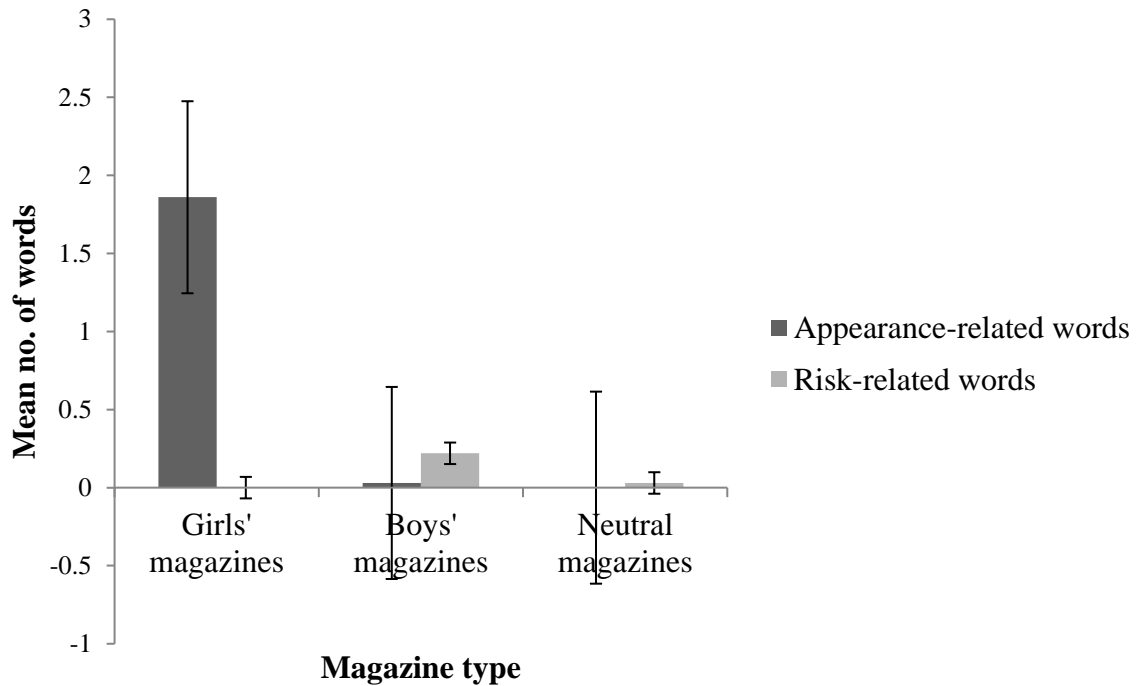 3
2.5
2
1.5
1
0.5
0
-0.5
-1
Mean no. of words
Girls'
magazines
Boys'
magazines
Neutral
magazines
Magazine type
Appearance-related words
Risk-related words